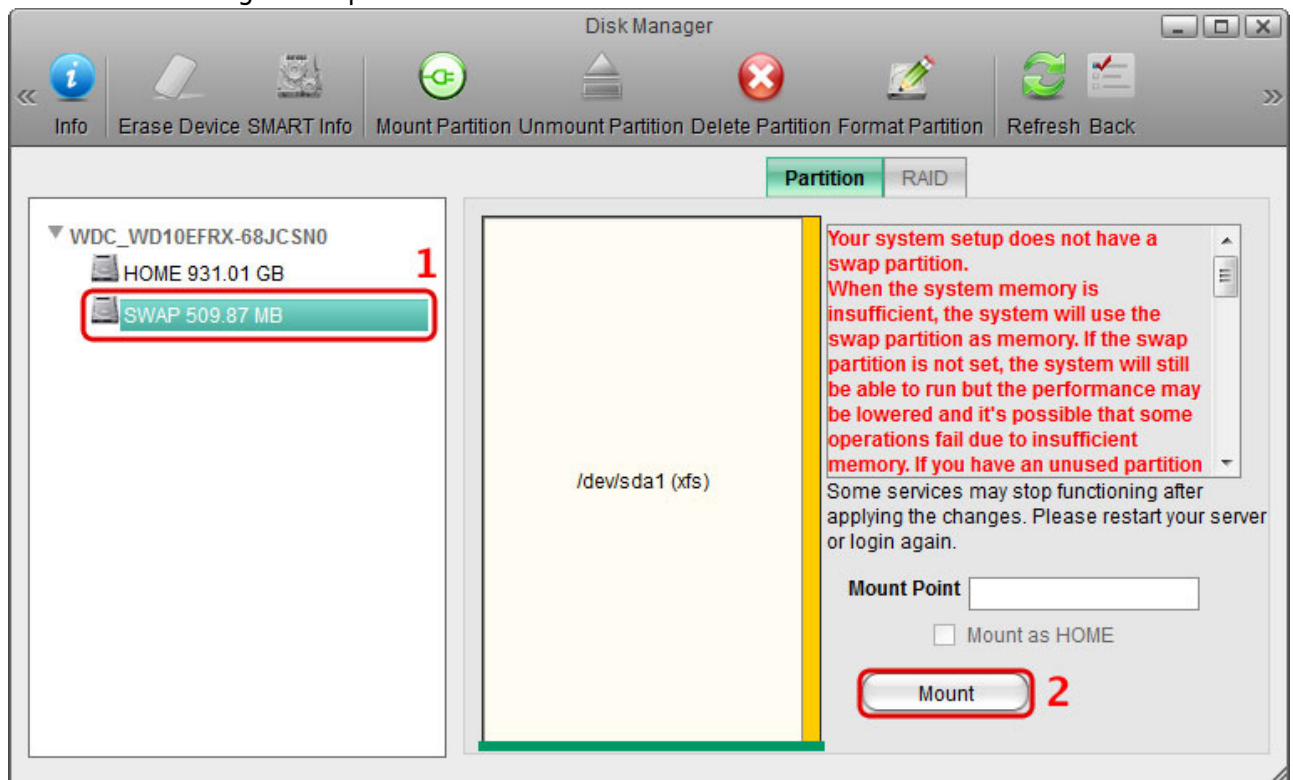 Disk Manager
Info Erase Device SMART Info Mount Partition Unmount Partition Delete Partition Format Partition Refresh Back
Partition RAID
WDC_WD10EFRX-68JCSN0
HOME 931.01 GB
1
SWAP 509.87 MB
/dev/sda1 (xfs)
Your system setup does not have a
swap partition.
When the system memory is
insufficient, the system will use the
swap partition as memory. If the swap
partition is not set, the system will still
be able to run but the performance may
be lowered and it's possible that some
operations fail due to insufficient
memory. If you have an unused partition
Some services may stop functioning after
applying the changes. Please restart your server
or login again.
Mount Point
Mount as HOME
Mount
2